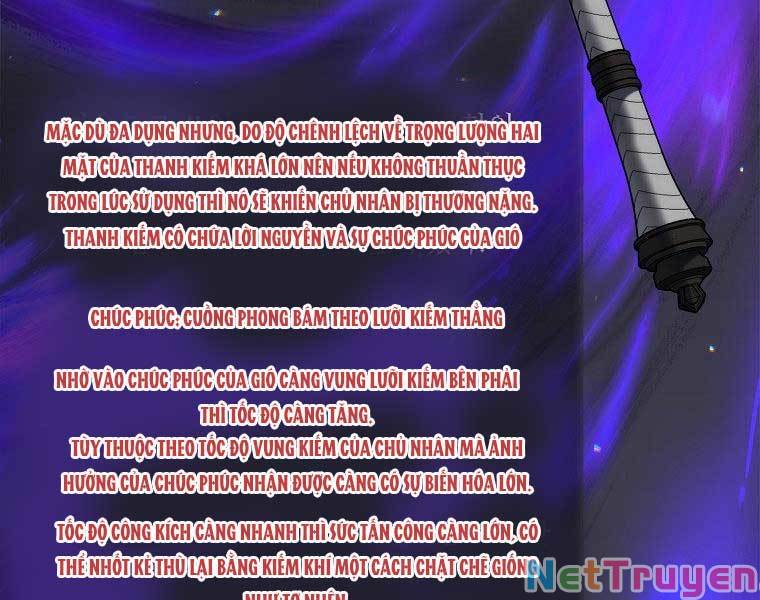 MẶC DÙ ĐA DỤNG NHƯNG, DO ĐỘ CHÊNH LỆCH VỀ TRỌNG LƯỢNG HAI
MẶT CỦA THANH KIẾM KHÁ LỚN NÊN NẾU KHÔNG THUẦN THỤC
TRONG LÚC SỬ DỤNG THÌ NÓ SẼ KHIẾN CHỦ NHÂN BỊ THƯƠNG NẶNG.
THANH KIẾM CÓ CHỨA LỜI NGUYỀN VÀ SỰ CHÚC PHÚC CỦA GIÓ
CHÚC PHÚC: CUỒNG PHONG BÁM THEO LƯỠI KIẾM THẲNG
NHỜ VÀO CHÚC PHÚC CỦA GIÓ CÀNG VUNG LƯỠI KIẾM BÊN PHẢI
THÌ TỐC ĐỘ CÀNG TĂNG.
TÙY THUỘC THEO TỐC ĐỘ VUNG KIẾM CỦA CHỦ NHÂN MÀ ẢNH
HƯỞNG CỦA CHÚC PHÚC NHẬN ĐƯỢC CÀNG CÓ SỰ BIẾN HÓA LỚN.
TỐC ĐỘ CÔNG KÍCH CÀNG NHANH THÌ SỨC TẤN CÔNG CÀNG LỚN, CÓ
THỂ NHỐT KẺ THÙ LẠI BẰNG KIẾM KHÍ MỘT CÁCH CHẶT CHẼ GIỐNG
NHƯ TƠ NHỆN
NetTruyen